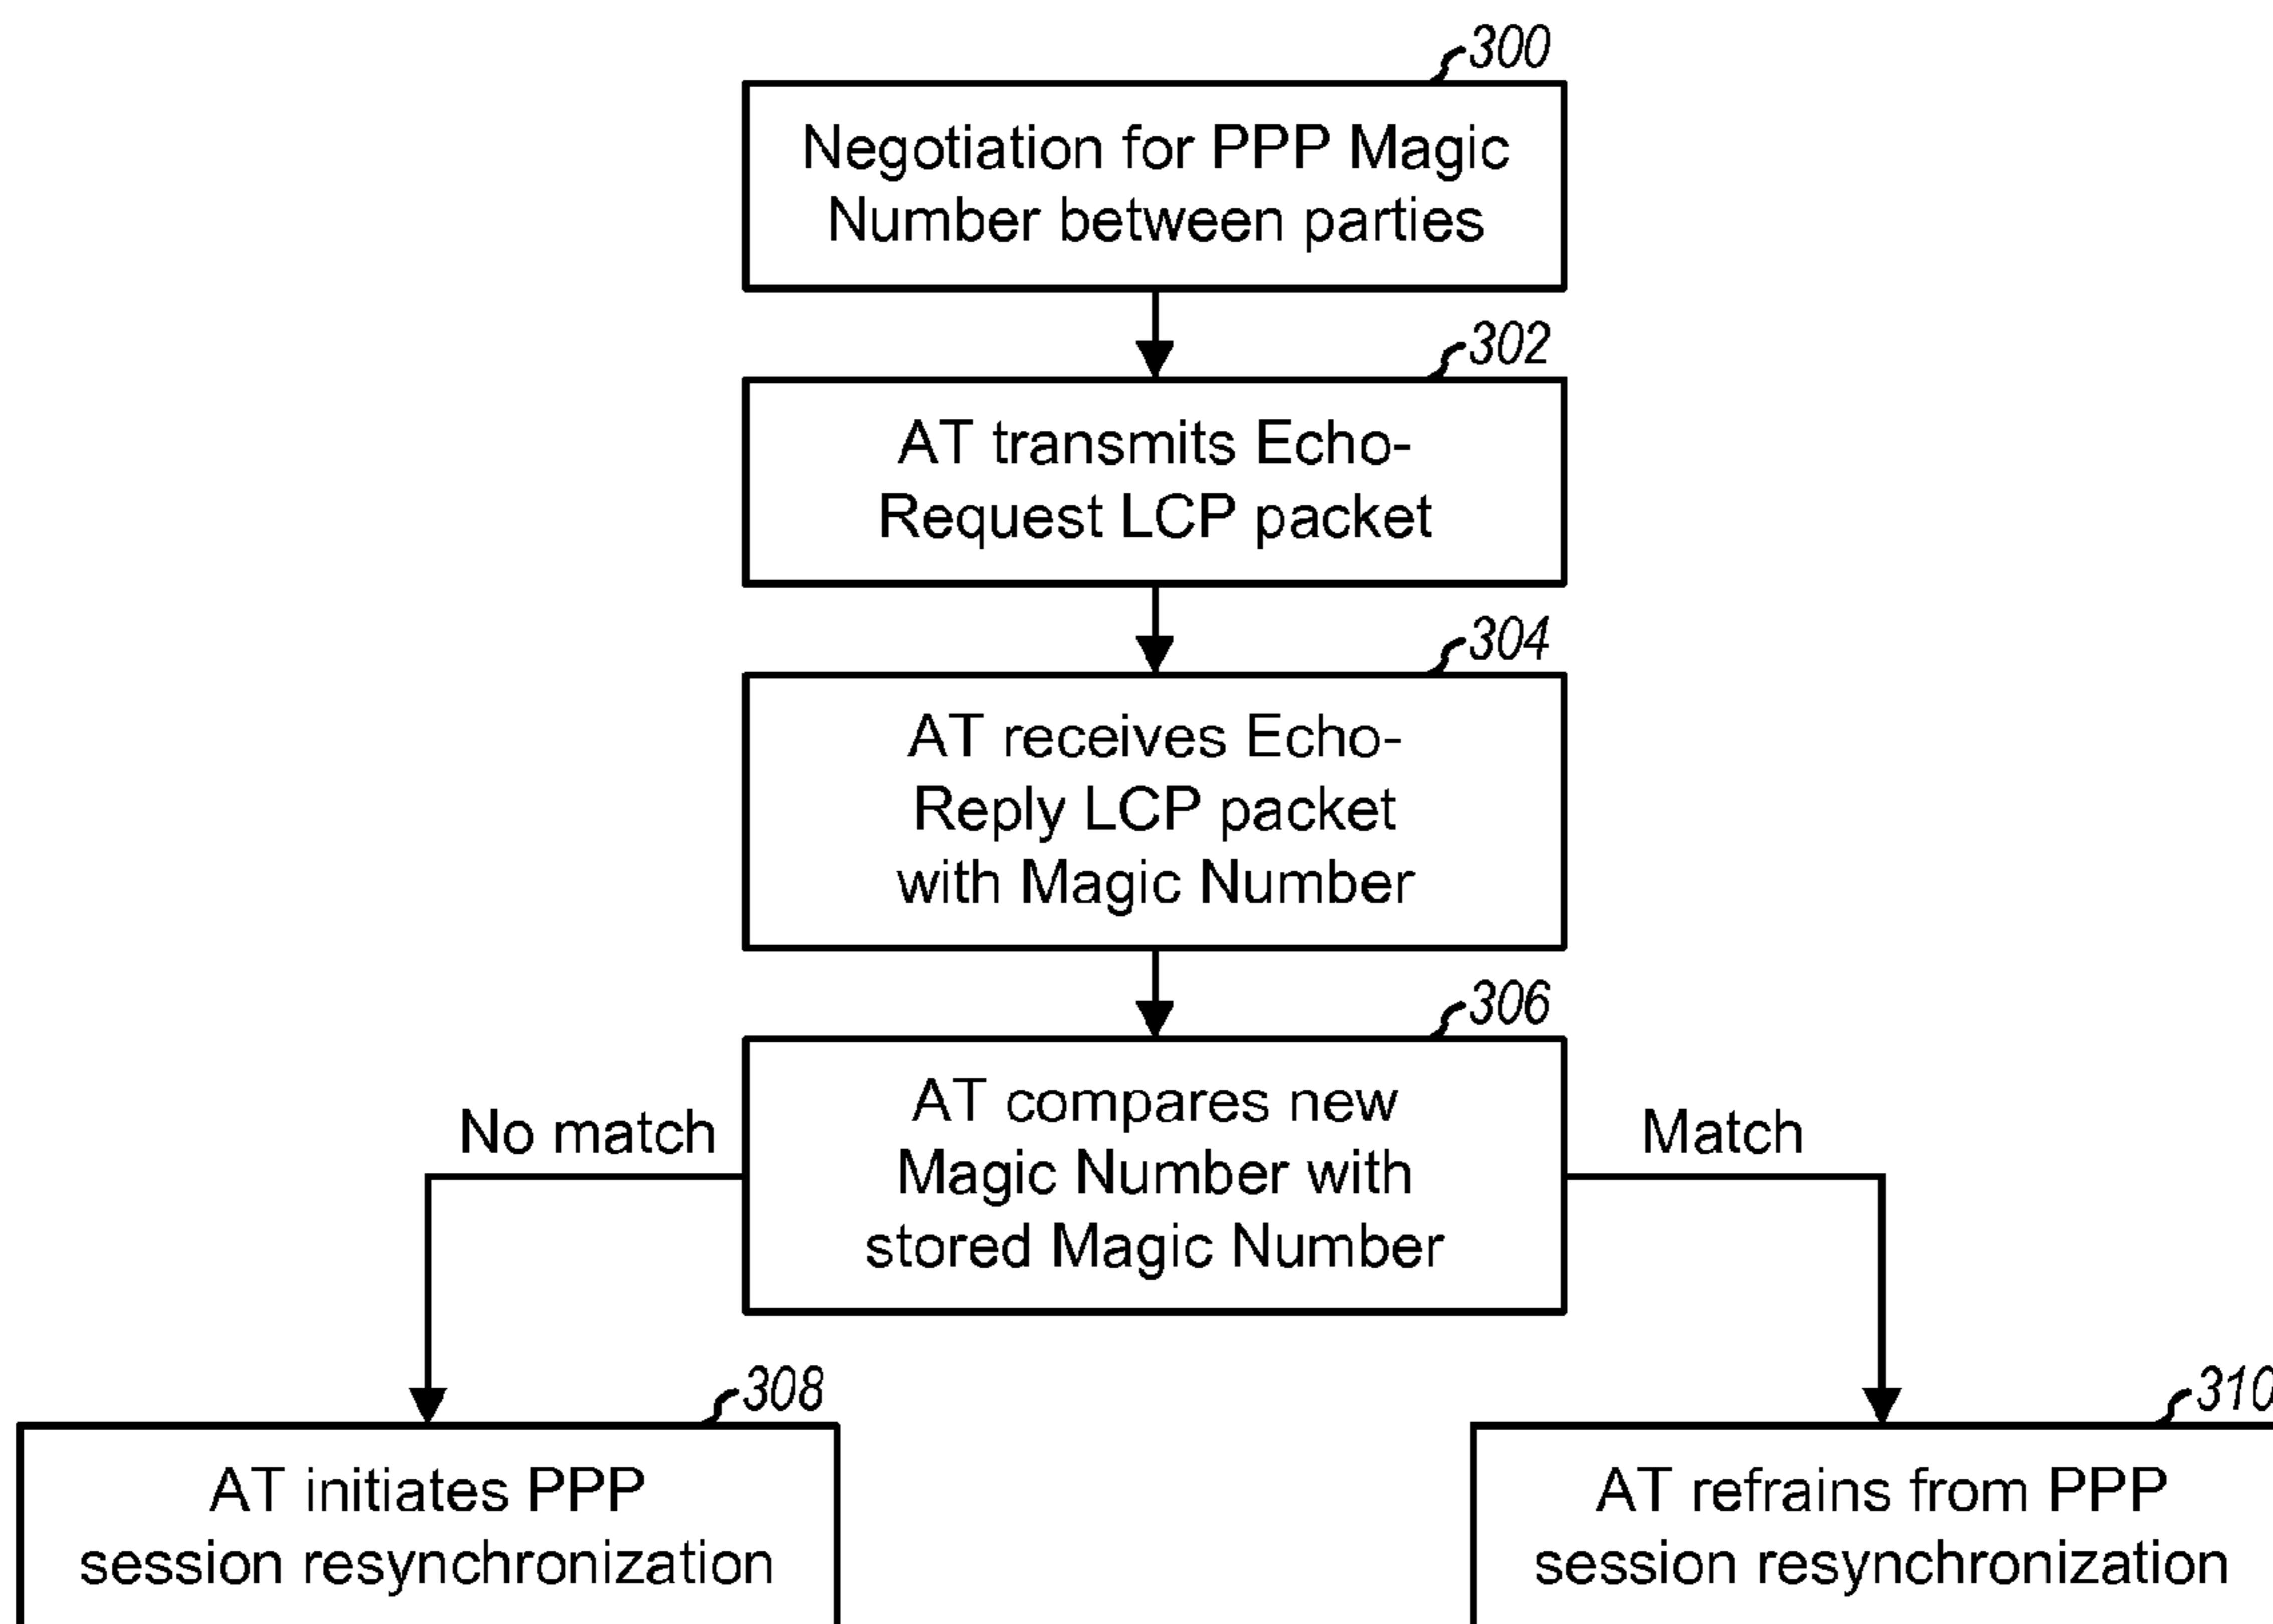 300
Negotiation for PPP Magic
Number between parties
302
AT transmits Echo-
Request LCP packet
304
AT receives Echo-
Reply LCP packet
with Magic Number
306
AT compares new
Magic Number with
stored Magic Number
No match
Match
308
AT initiates PPP
session resynchronization
310
AT refrains from PPP
session resynchronization